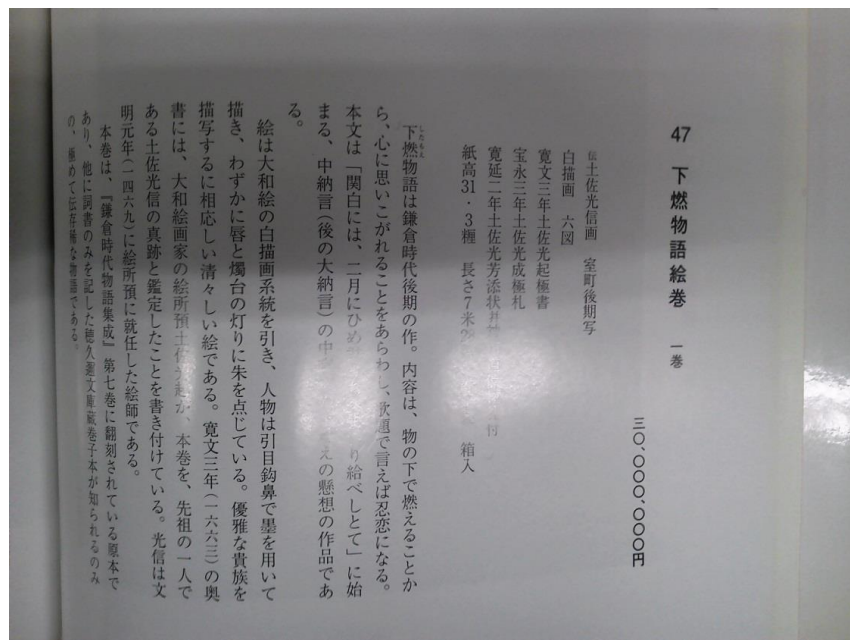 47 下燃物語絵巻 一巻
三〇、〇〇〇、〇〇〇円
伝土佐光信画 室町後期写
白描画 六図
寛文三年土佐光起極書
宝永三年土佐光成極札
寛延二年土佐光芳添状 付
紙高31・3糎 長さ7米 箱入
下燃物語は鎌倉時代後期の作。内容は、物の下で燃えることか
したもえ
ら、心に思いこがれることをあらわし、歌題で言えば忍恋になる。
本文は「関白には、二月にひめ り給べしとて」に始
まる、中納言(後の大納言)の中 えの懸想の作品であ
る。
絵は大和絵の白描画系統を引き、人物は引目鈎鼻で墨を用いて
描き、わずかに唇と燭台の灯りに朱を点じている。優雅な貴族を
描写するに相応しい清々しい絵である。寛文三年(一六六三)の奥
書には、大和絵画家の絵所預土佐光起が、本巻を、先祖の一人で
ある土佐光信の真跡と鑑定したことを書き付けている。光信は文
明元年(一四六九)に絵所預に就任した絵師である。
本巻は、『鎌倉時代物語集成』第七巻に翻刻されている原本で
あり、他に詞書のみを記した穂久邇文庫蔵巻子本が知られるのみ
の、極めて伝存稀な物語である。